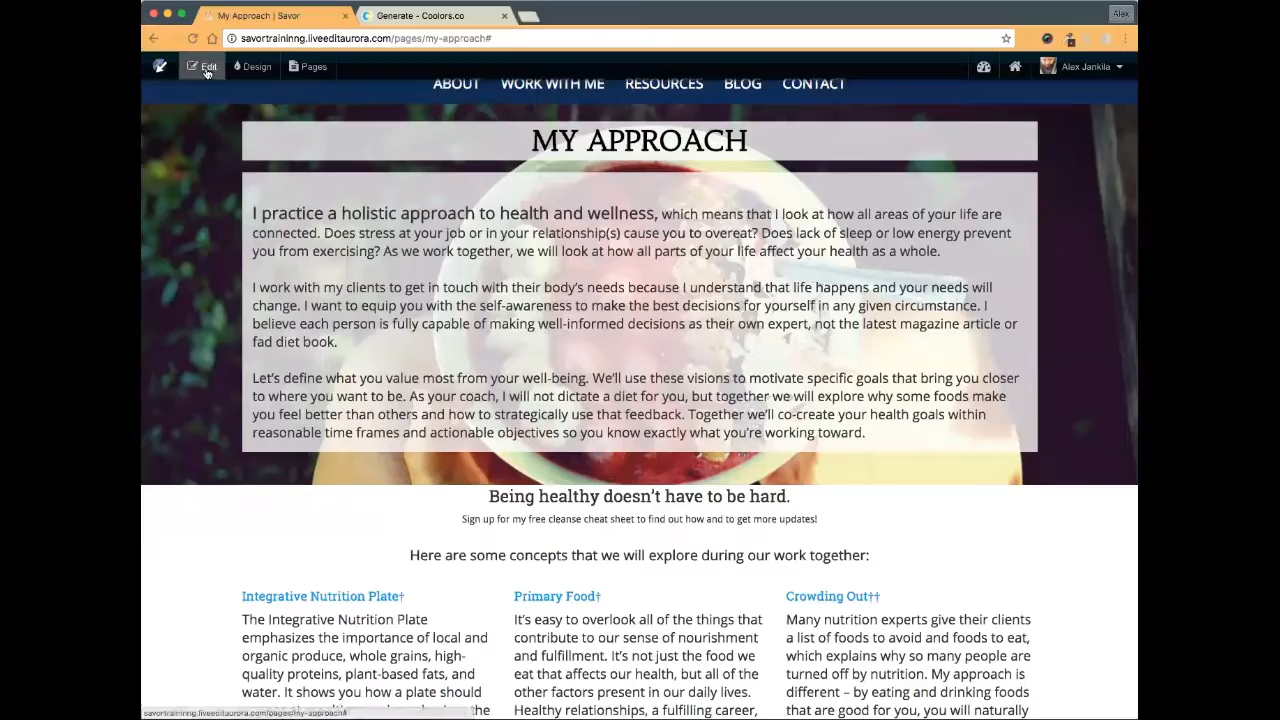 My Approach | Savor
Generate - Coolors.co
Alex
savortraininng.liveeditaurora.com/pages/my-approach#
Edit
Design
Pages
Alex Jankila
ABOUT WORK WITH ME RESOURCES BLOG CONTACT
MY APPROACH
I practice a holistic approach to health and wellness, which means that I look at how all areas of your life are
connected. Does stress at your job or in your relationship(s) cause you to overeat? Does lack of sleep or low energy prevent
you from exercising? As we work together, we will look at how all parts of your life affect your health as a whole.
I work with my clients to get in touch with their body's needs because I understand that life happens and your needs will
change. I want to equip you with the self-awareness to make the best decisions for yourself in any given circumstance. I
believe each person is fully capable of making well-informed decisions as their own expert, not the latest magazine article or
fad diet book.
Let's define what you value most from your well-being. We'll use these visions to motivate specific goals that bring you closer
to where you want to be. As your coach, I will not dictate a diet for you, but together we will explore why some foods make
you feel better than others and how to strategically use that feedback. Together we'll co-create your health goals within
reasonable time frames and actionable objectives so you know exactly what you're working toward.
Being healthy doesn't have to be hard.
Sign up for my free cleanse cheat sheet to find out how and to get more updates!
Here are some concepts that we will explore during our work together:
Integrative Nutrition Plate†
The Integrative Nutrition Plate
emphasizes the importance of local and
organic produce, whole grains, high-
quality proteins, plant-based fats, and
water. It shows you how a plate should
the
Primary Food†
It's easy to overlook all of the things that
contribute to our sense of nourishment
and fulfillment. It's not just the food we
eat that affects our health, but all of the
other factors present in our daily lives.
Healthy relationships, a fulfilling career,
Crowding Out††
Many nutrition experts give their clients
a list of foods to avoid and foods to eat,
which explains why so many people are
turned off by nutrition. My approach is
different – by eating and drinking foods
that are good for you, you will naturally
savortraininng.liveeditaurora.com/pages/my-approach#